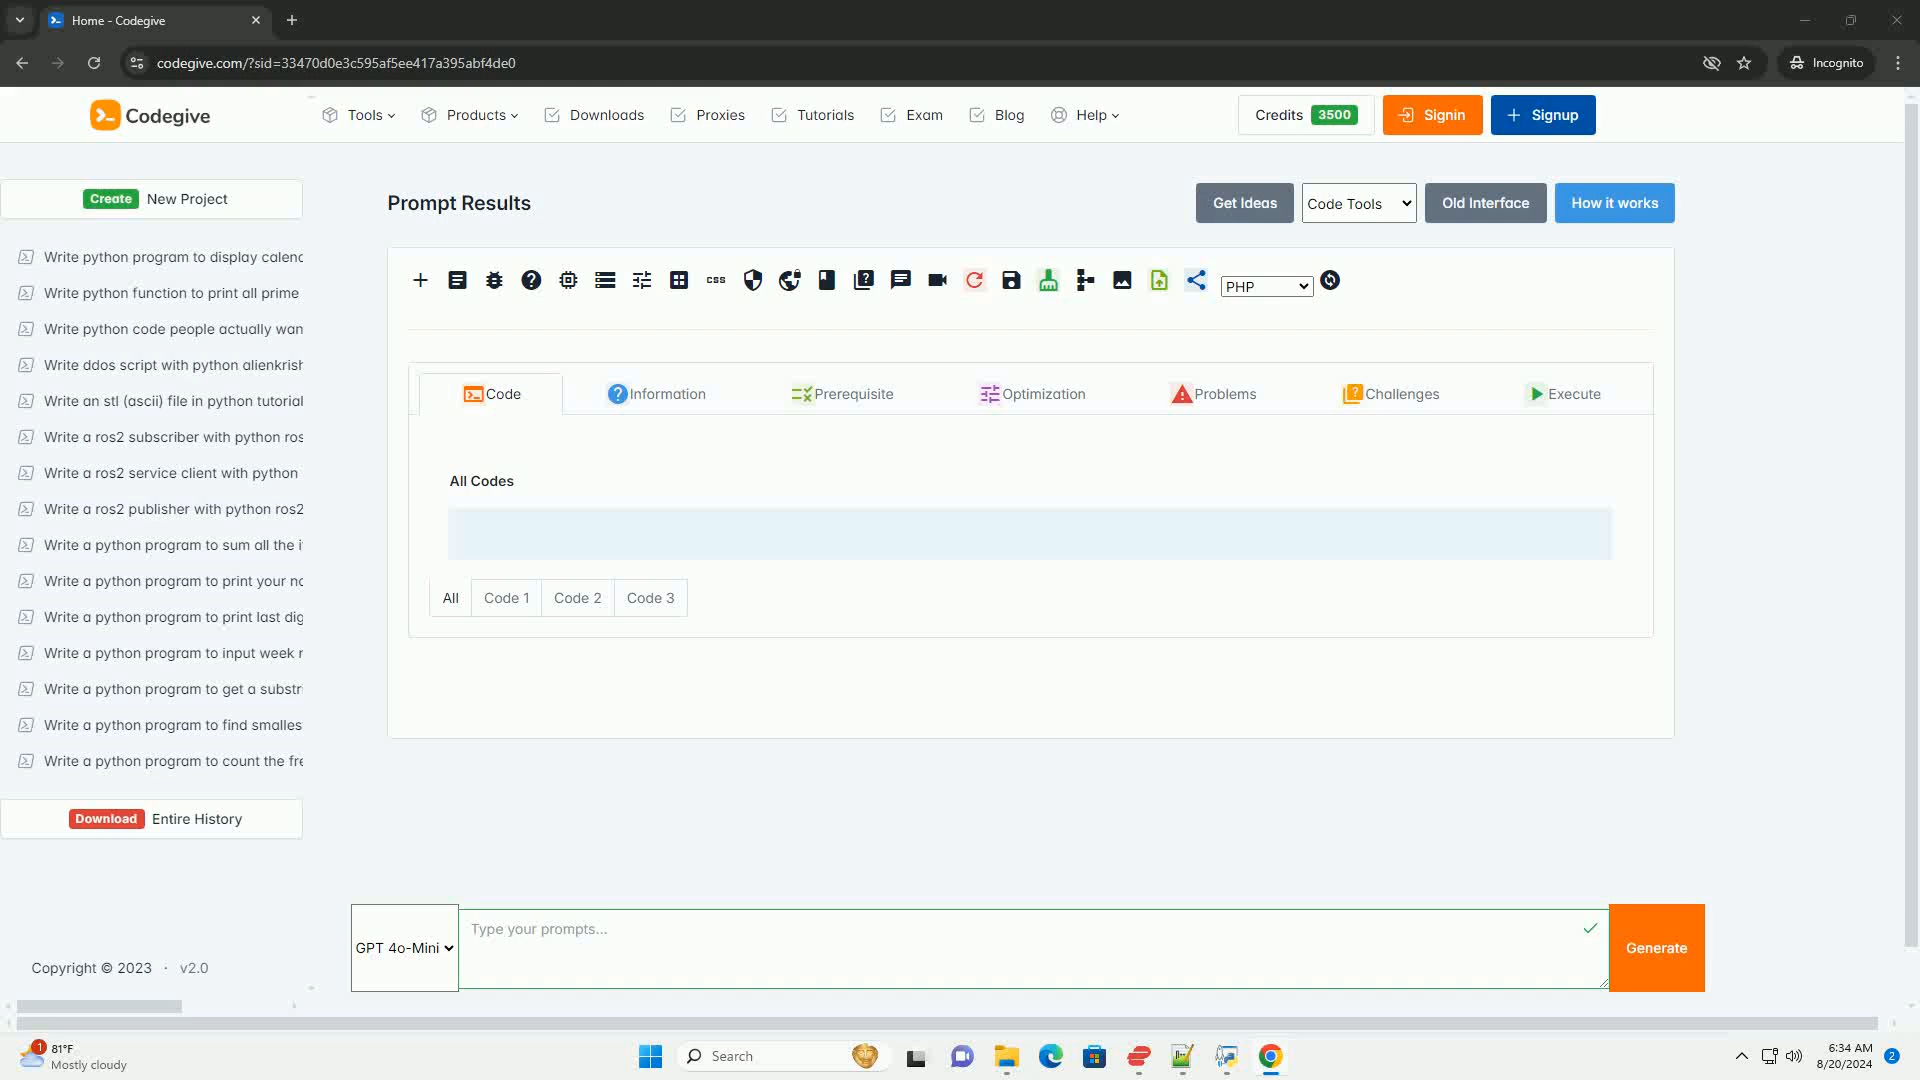 Home - Codegive
codegive.com/?sid=33470d0e3c595af5ee417a395abf4de0
Incognito
Codegive
Tools
Products
Downloads
Proxies
Tutorials
Exam
Blog
Help
Credits 3500
Signin
Signup
Create New Project
Write python program to display calenc
Write python function to print all prime
Write python code people actually wan
Write ddos script with python alienkrish
Write an stl (ascii) file in python tutorial
Write a ros2 subscriber with python ros
Write a ros2 service client with python
Write a ros2 publisher with python ros2
Write a python program to sum all the i
Write a python program to print your nc
Write a python program to print last dig
Write a python program to input week r
Write a python program to get a substri
Write a python program to find smalles
Write a python program to count the fre
Download Entire History
Copyright © 2023 · v2.0
Prompt Results
Get Ideas
Code Tools
Old Interface
How it works
css
PHP
Code
Information
Prerequisite
Optimization
Problems
Challenges
Execute
All Codes
All
Code 1
Code 2
Code 3
GPT 4o-Mini
Type your prompts...
Generate
1
81°F
Mostly cloudy
Search
6:34 AM
8/20/2024
2